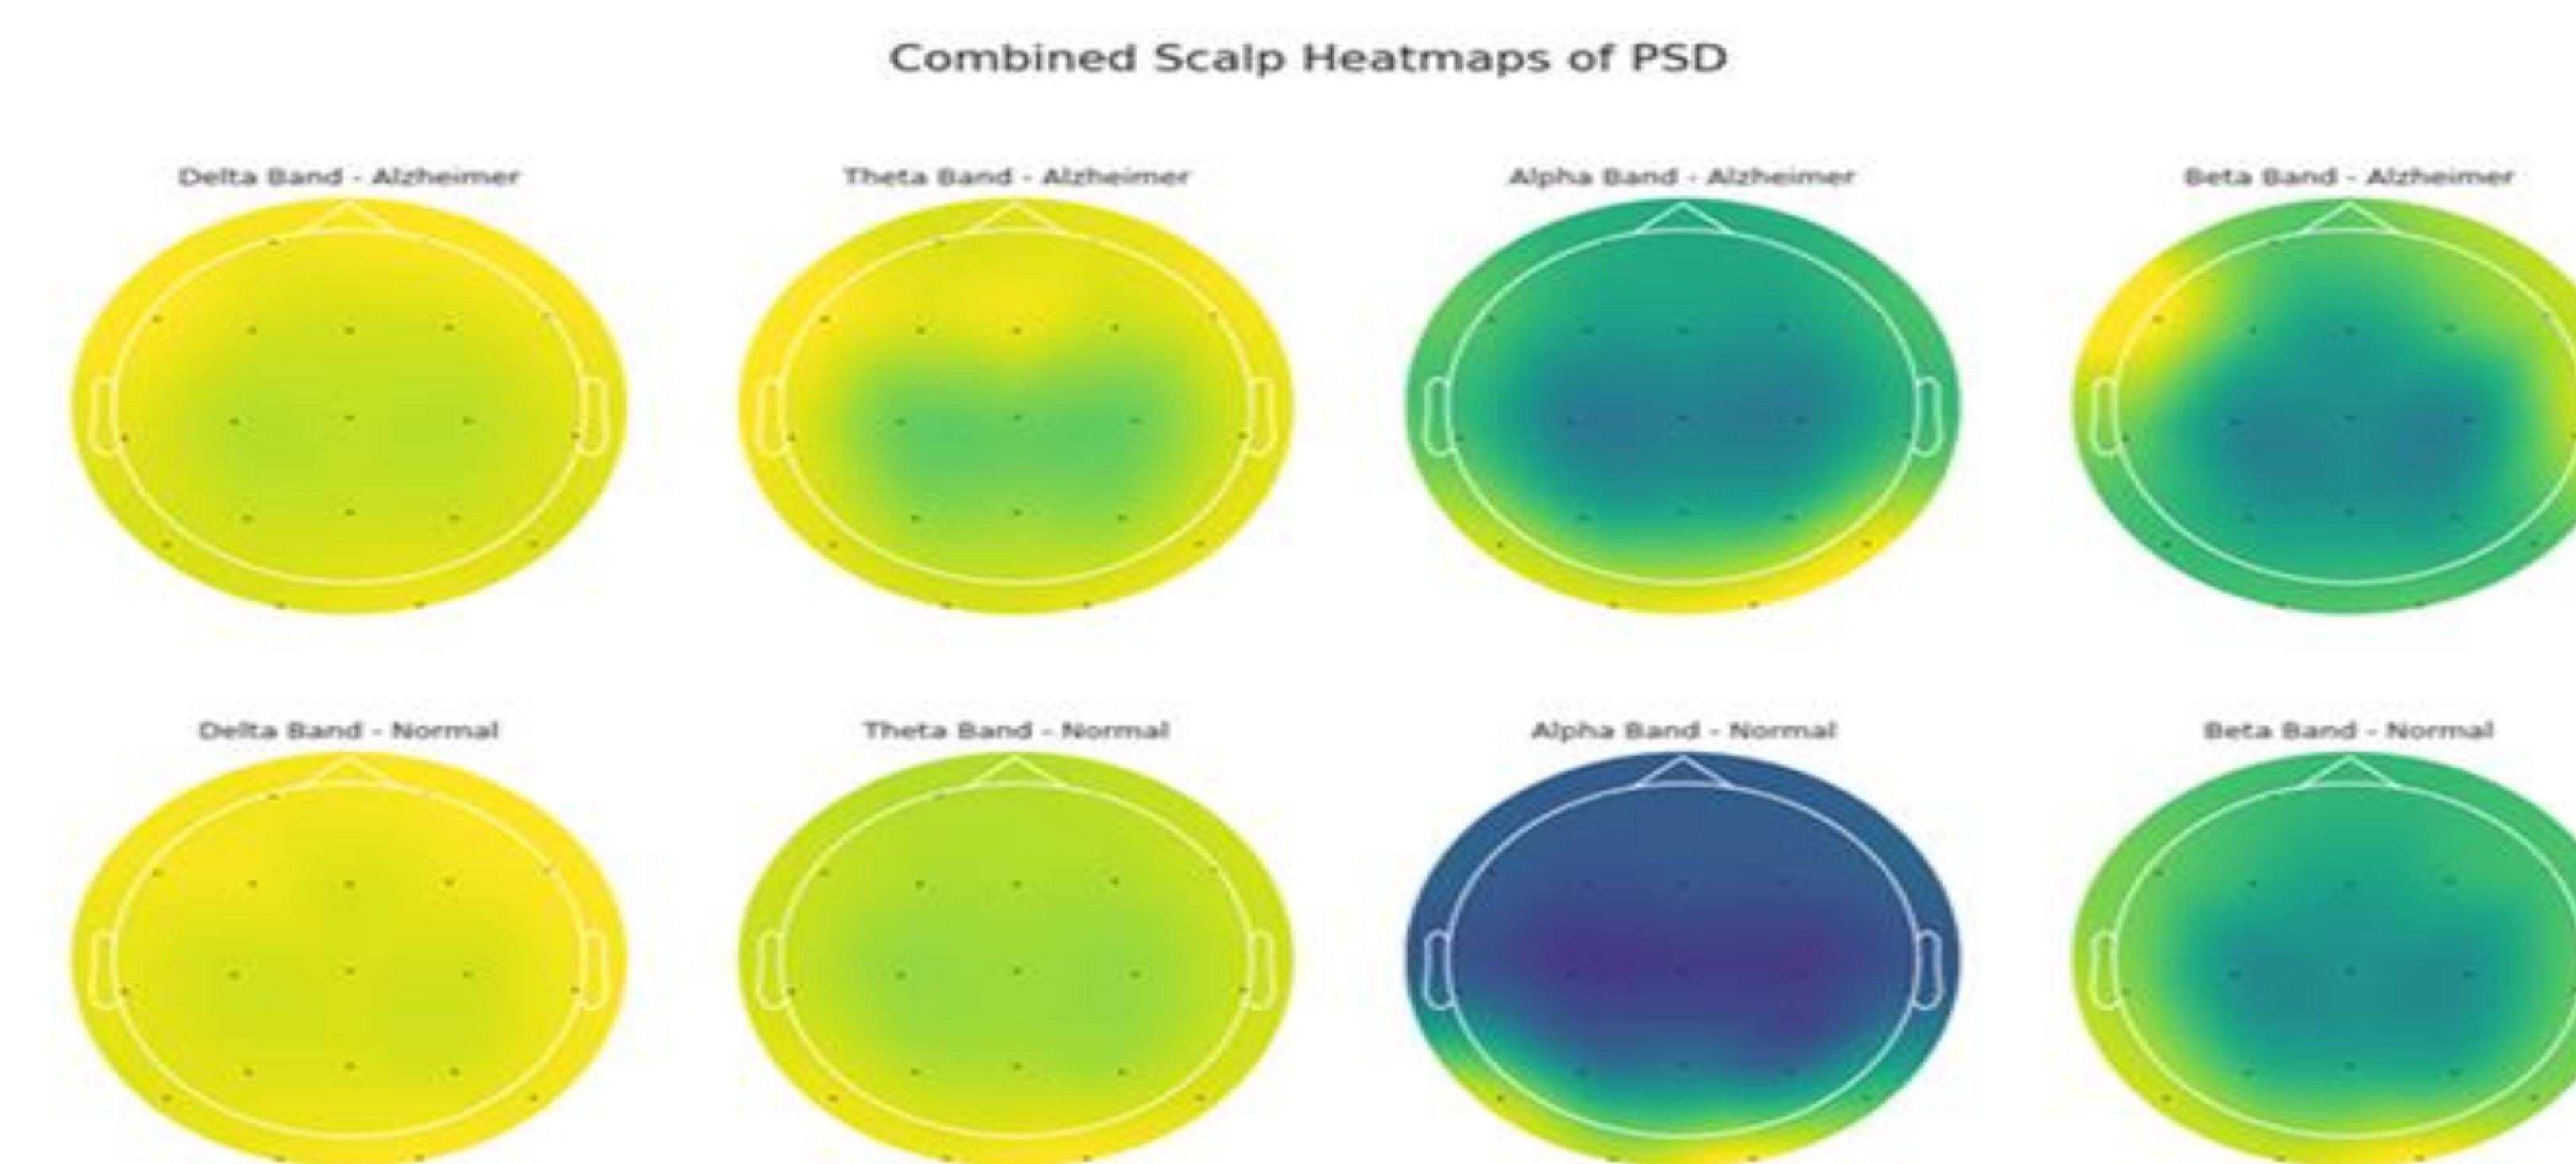 Combined Scalp Heatmaps of PSD
Delta Band - Alzheimer
Theta Band - Alzheimer
Alpha Band - Alzheimer
Beta Band - Alzheimer
Delta Band - Normal
Theta Band - Normal
Alpha Band - Normal
Beta Band - Normal